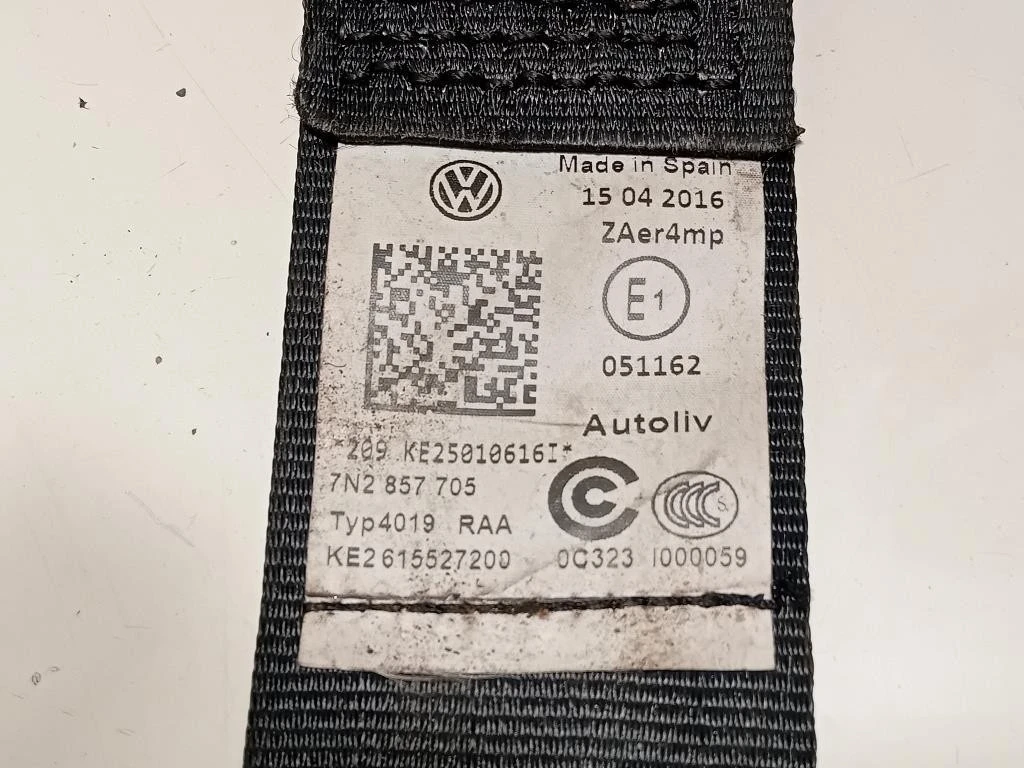 Made in Spain
15 04 2016
ZAer4mp
E1
051162
Autoliv
*209 KE25010616I*
7N2 857 705
Typ4019 RAA
KE2 615527200
0C323 I000059
CCC S